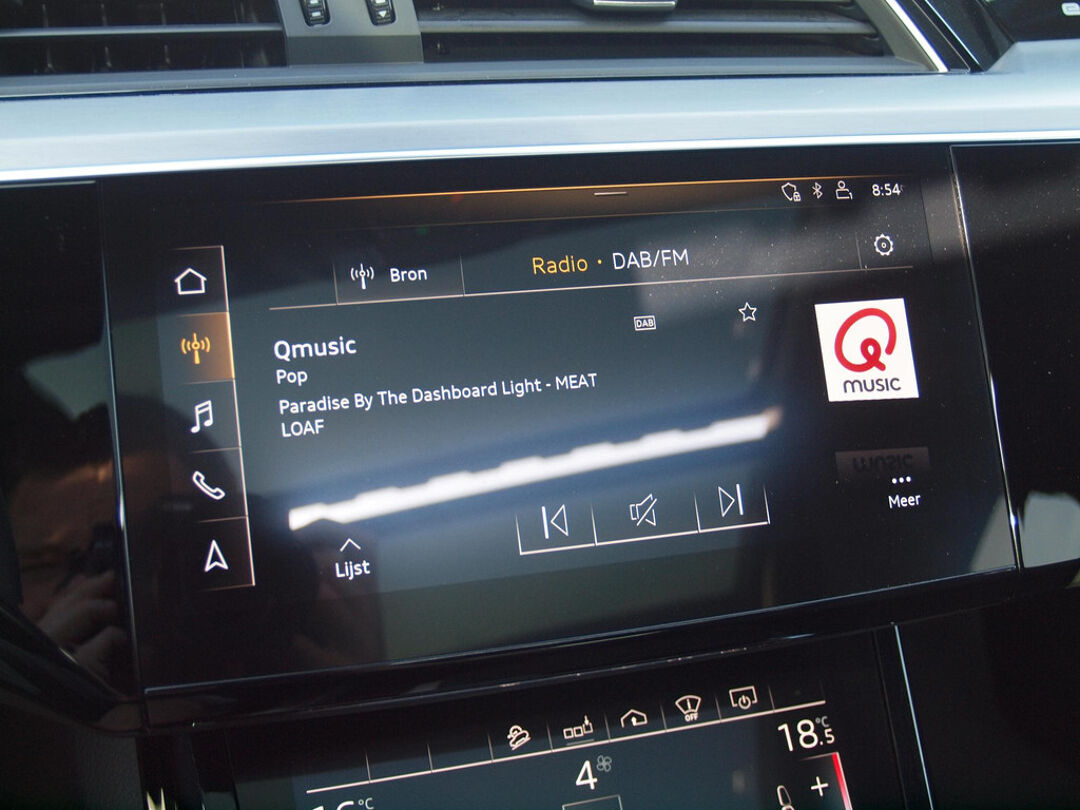 8:54
Bron
Radio • DAB/FM
Qmusic
DAB
Pop
Paradise By The Dashboard Light - MEAT
LOAF
Q
MUSIC
Meer
Lijst
OFF
18.5 °C
4
°C